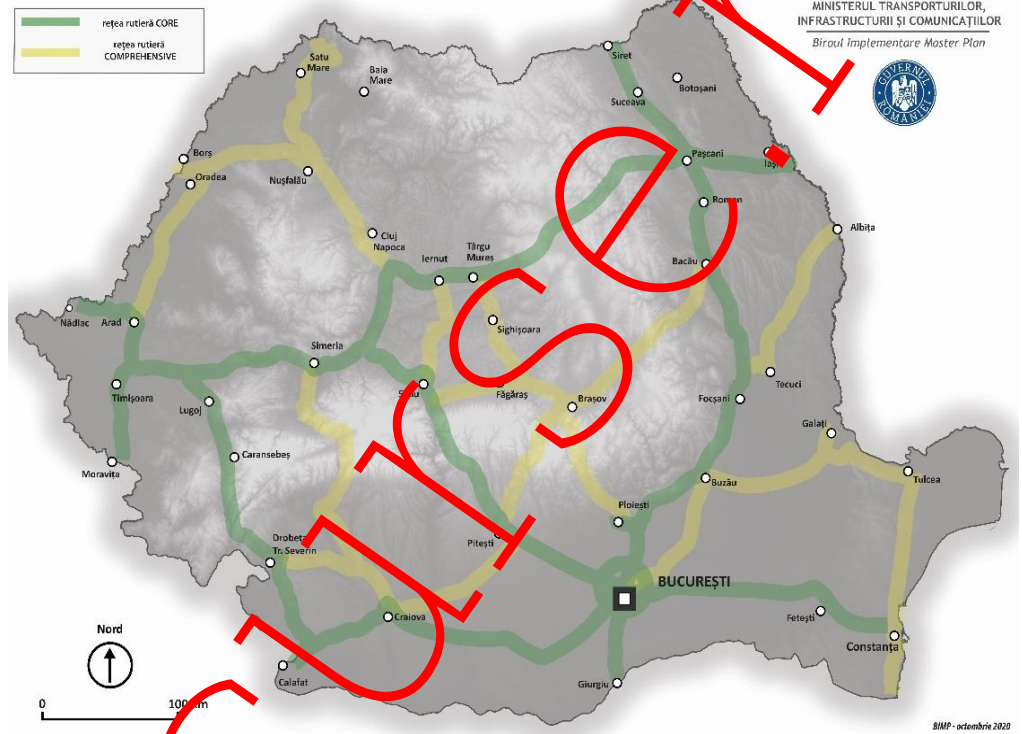 rețea rutieră CORE
rețea rutieră
COMPREHENSIVE
MINISTERUL TRANSPORTURILOR,
INFRASTRUCTURII ȘI COMUNICAȚIILOR
Biroul Implementare Master Plan
GUVERNUL ROMÂNIEI
Siret
Satu
Mare
Baia
Mare
Botoșani
Suceava
Borș
Oradea
Nușfalău
Pașcani
Iași
Roman
Albița
Cluj
Napoca
Târgu
Mureș
Iernut
Bacău
Nădlac
Arad
Sighișoara
Simeria
Timișoara
Lugoj
Sibiu
Făgăraș
Brașov
Focșani
Tecuci
Galați
Moravița
Caransebeș
Tulcea
Buzău
Ploiești
Drobeta
Tr. Severin
Pitești
BUCUREȘTI
Craiova
Fetești
Constanța
Calafat
Giurgiu
Nord
0 100 km
BIMP - octombrie 2020